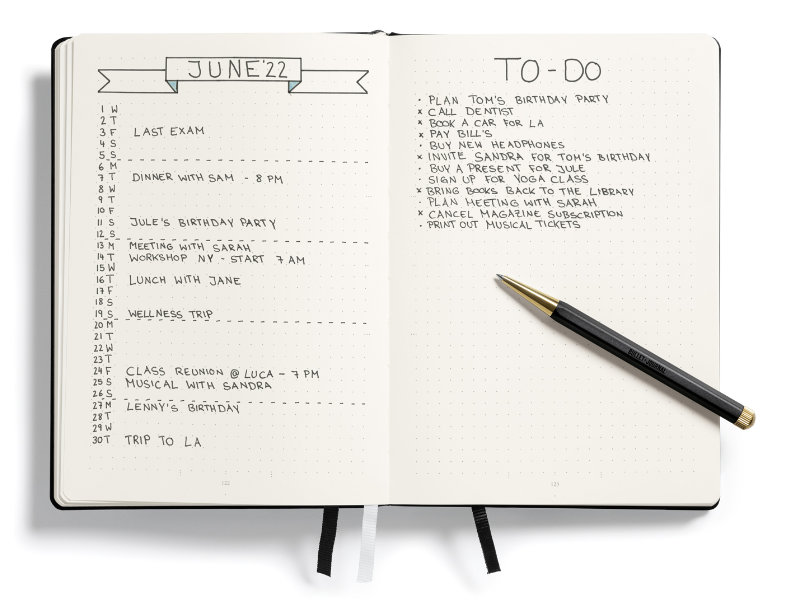 JUNE'22
1 W
2 T
3 F LAST EXAM
4 S
5 S
6 M
7 T DINNER WITH SAM - 8 PM
8 W
9 T
10 F
11 S JULE'S BIRTHDAY PARTY
12 S
13 M MEETING WITH SARAH
14 T WORKSHOP NY - START 7 AM
15 W
16 T LUNCH WITH JANE
17 F
18 S
19 S WELLNESS TRIP
20 M
21 T
22 W
23 T
24 F CLASS REUNION @ LUCA - 7 PM
25 S MUSICAL WITH SANDRA
26 S
27 M LENNY'S BIRTHDAY
28 T
29 W
30 T TRIP TO LA
122
TO-DO
· PLAN TOM'S BIRTHDAY PARTY
x CALL DENTIST
x BOOK A CAR FOR LA
x PAY BILL'S
· BUY NEW HEADPHONES
x INVITE SANDRA FOR TOM'S BIRTHDAY
· BUY A PRESENT FOR JULE
· SIGN UP FOR YOGA CLASS
x BRING BOOKS BACK TO THE LIBRARY
· PLAN MEETING WITH SARAH
x CANCEL MAGAZINE SUBSCRIPTION
· PRINT OUT MUSICAL TICKETS
123